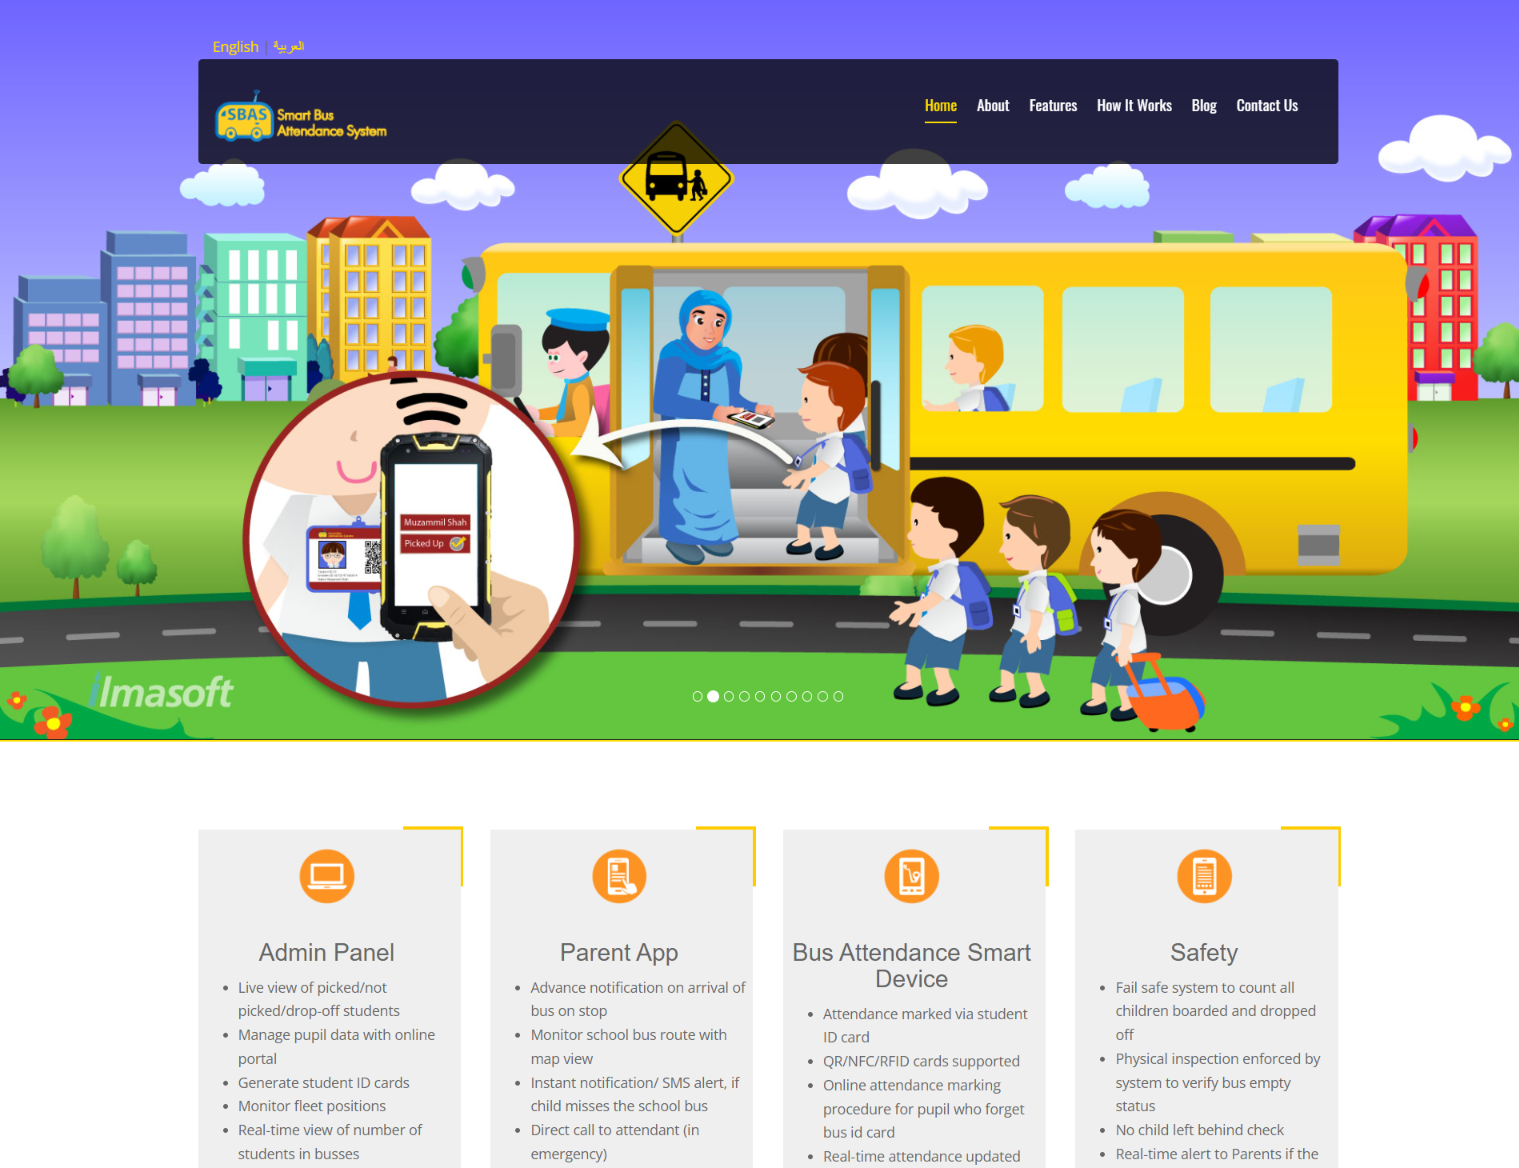 English | العربية
SBAS Smart Bus
Attendance System
Home About Features How It Works Blog Contact Us
Muzammil Shah
Picked Up
ilmasoft
Admin Panel
• Live view of picked/not
picked/drop-off students
• Manage pupil data with online
portal
• Generate student ID cards
• Monitor fleet positions
• Real-time view of number of
students in busses
Parent App
• Advance notification on arrival of
bus on stop
• Monitor school bus route with
map view
• Instant notification/ SMS alert, if
child misses the school bus
• Direct call to attendant (in
emergency)
Bus Attendance Smart
Device
• Attendance marked via student
ID card
• QR/NFC/RFID cards supported
• Online attendance marking
procedure for pupil who forget
bus id card
• Real-time attendance updated
Safety
• Fail safe system to count all
children boarded and dropped
off
• Physical inspection enforced by
system to verify bus empty
status
• No child left behind check
• Real-time alert to Parents if the